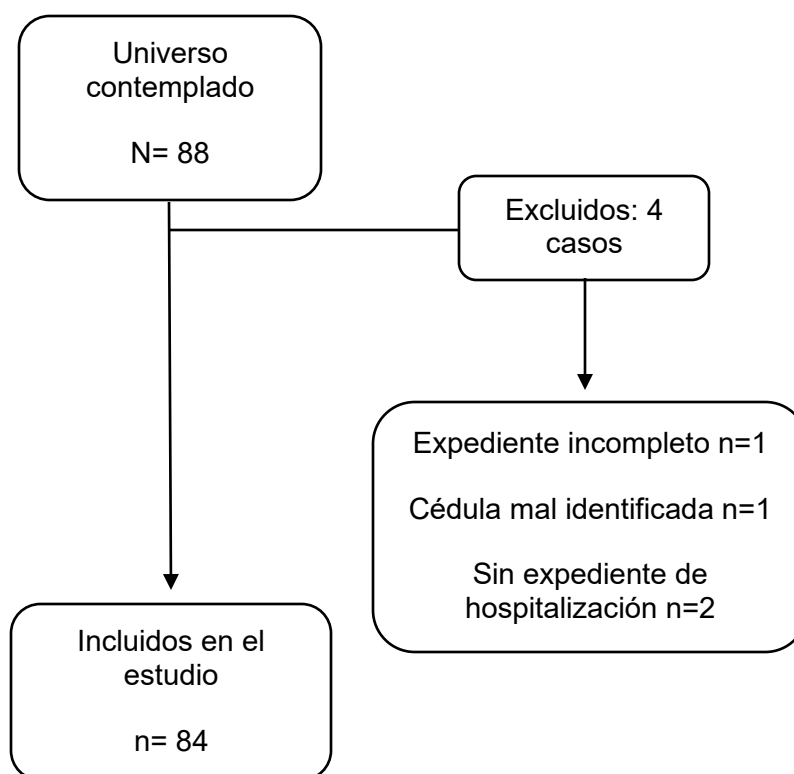 Universo
contemplado
N= 88
Excluidos: 4
casos
Expediente incompleto n=1
Cédula mal identificada n=1
Sin expediente de
hospitalización n=2
Incluidos en el
estudio
n= 84